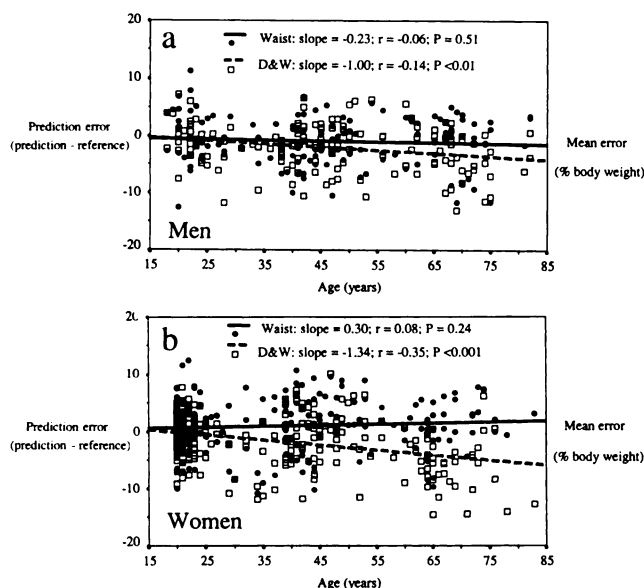 20
a
Waist: slope = -0.23; r = -0.06; P = 0.51
D&W: slope = -1.00; r = -0.14; P <0.01
10
Prediction error
(prediction - reference)
0
Mean error
(% body weight)
-10
Men
-20
15 25 35 45 55 65 75 85
Age (years)
b
Waist: slope = 0.30; r = 0.08; P = 0.24
D&W: slope = -1.34; r = -0.35; P <0.001
10
Prediction error
(prediction - reference)
0
Mean error
(% body weight)
-10
Women
-20
15 25 35 45 55 65 75 85
Age (years)